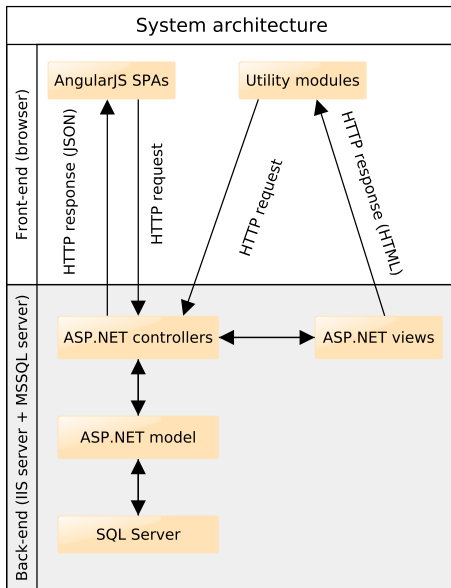 System architecture
Front-end (browser)
AngularJS SPAs
Utility modules
HTTP response (JSON)
HTTP request
HTTP request
HTTP response (HTML)
Back-end (IIS server + MSSQL server)
ASP.NET controllers
ASP.NET views
ASP.NET model
SQL Server